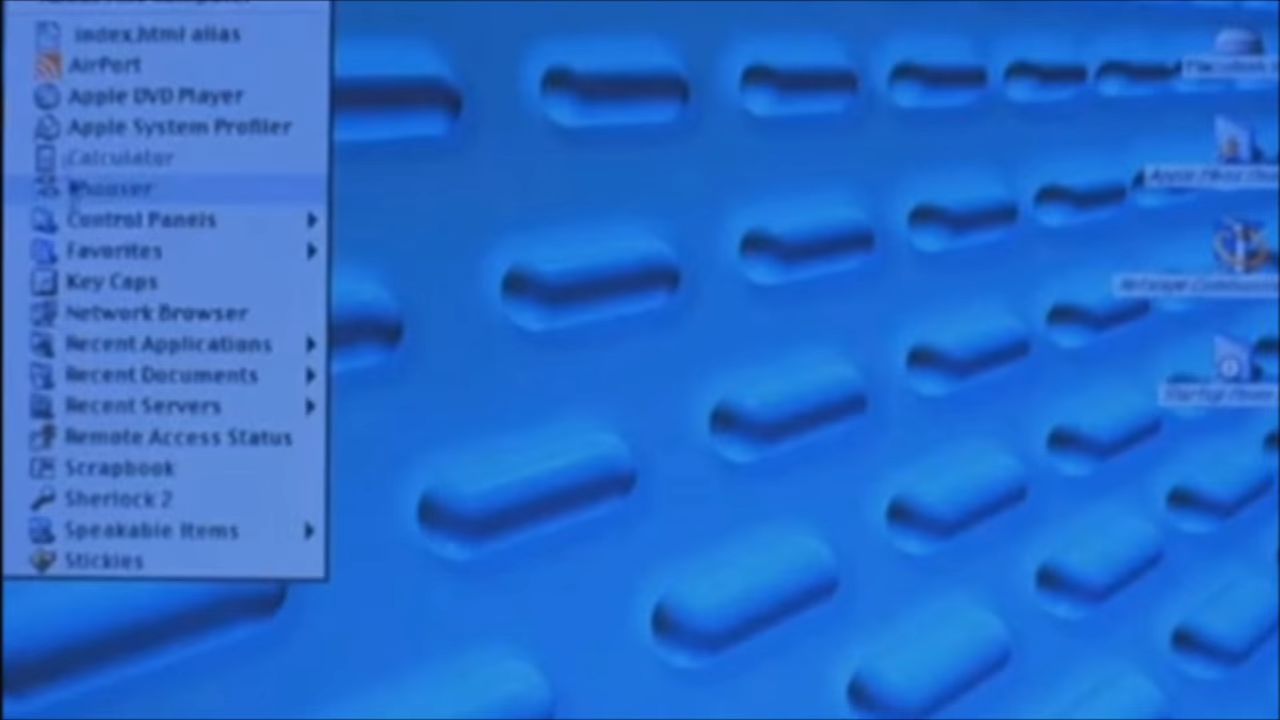 index.html alias
AirPort
Apple DVD Player
Apple System Profiler
Calculator
Chooser
Control Panels
Favorites
Key Caps
Network Browser
Recent Applications
Recent Documents
Recent Servers
Remote Access Status
Scrapbook
Sherlock 2
Speakable Items
Stickies